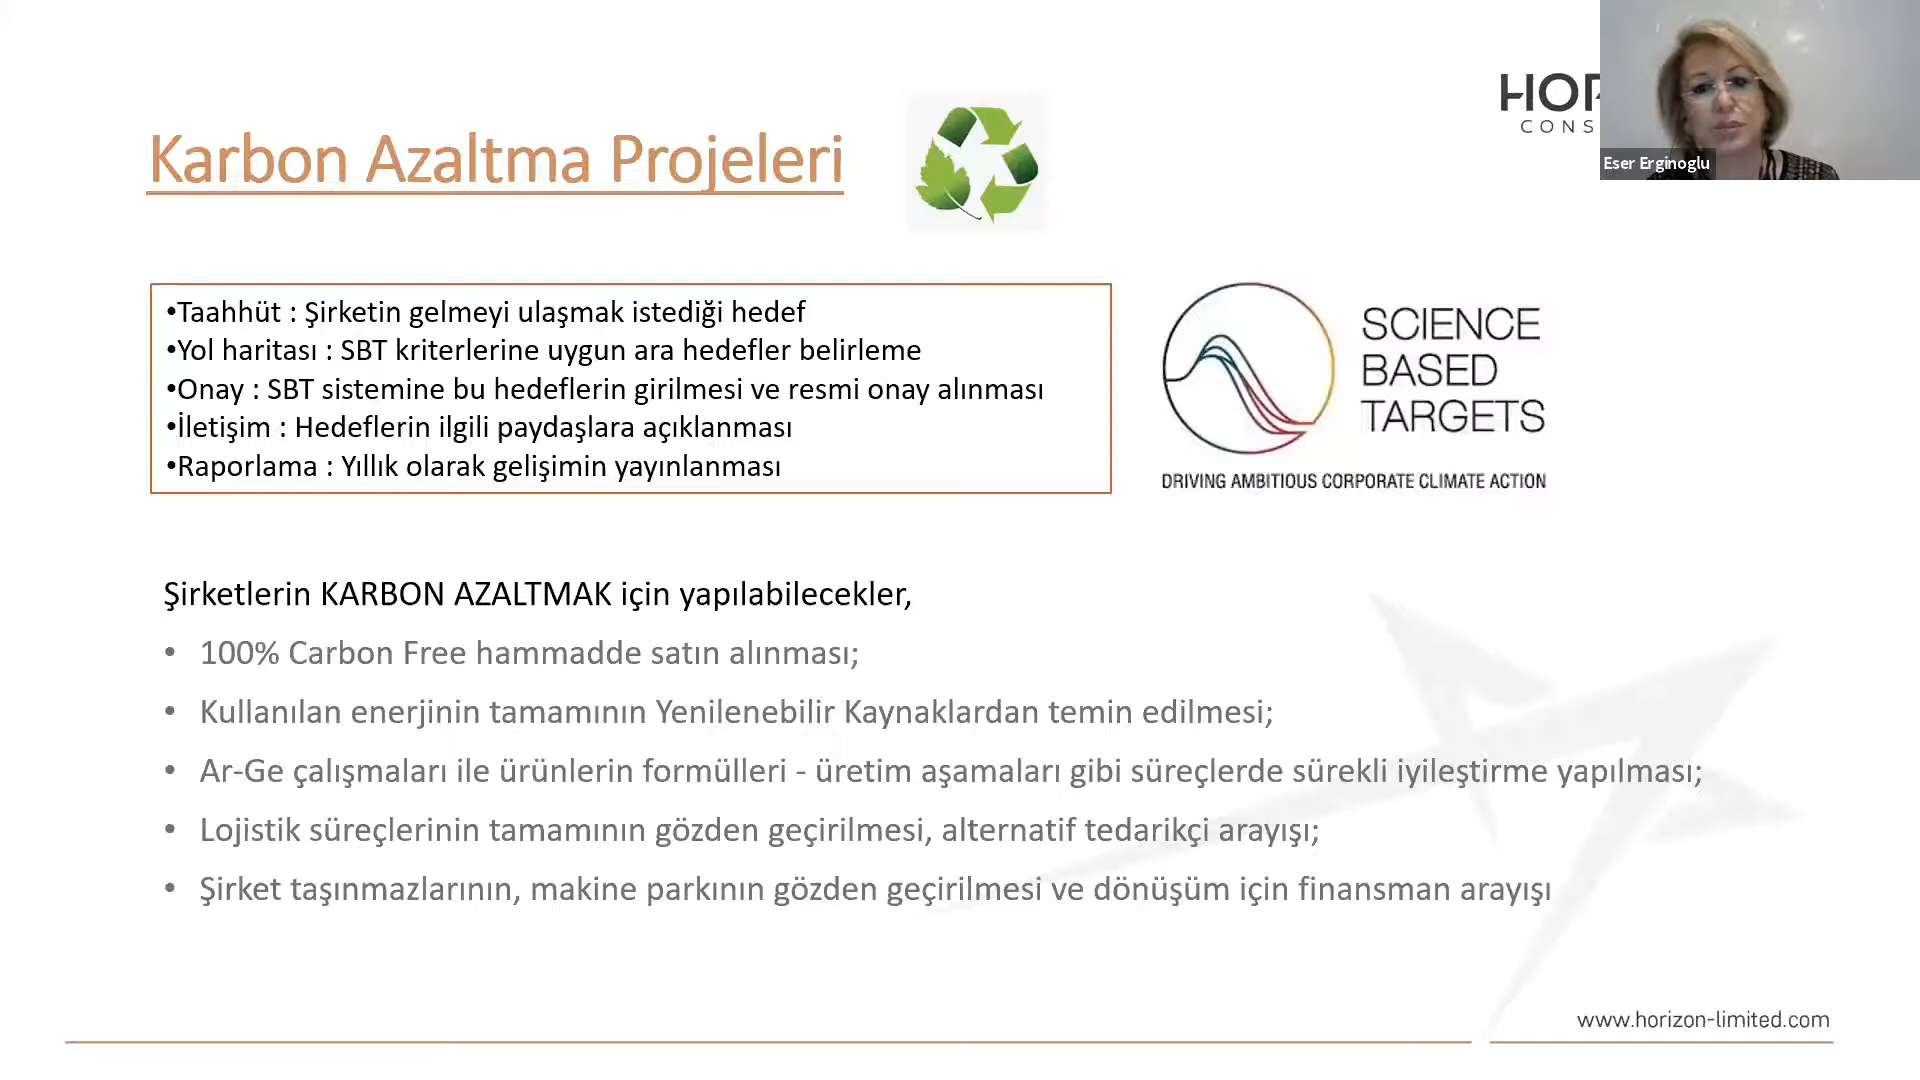 Karbon Azaltma Projeleri
Eser Erginoglu
•Taahhüt : Şirketin gelmeyi ulaşmak istediği hedef
•Yol haritası : SBT kriterlerine uygun ara hedefler belirleme
•Onay : SBT sistemine bu hedeflerin girilmesi ve resmi onay alınması
•İletişim : Hedeflerin ilgili paydaşlara açıklanması
•Raporlama : Yıllık olarak gelişimin yayınlanması
SCIENCE
BASED
TARGETS
DRIVING AMBITIOUS CORPORATE CLIMATE ACTION
Şirketlerin KARBON AZALTMAK için yapılabilecekler,
• 100% Carbon Free hammadde satın alınması;
• Kullanılan enerjinin tamamının Yenilenebilir Kaynaklardan temin edilmesi;
• Ar-Ge çalışmaları ile ürünlerin formülleri - üretim aşamaları gibi süreçlerde sürekli iyileştirme yapılması;
• Lojistik süreçlerinin tamamının gözden geçirilmesi, alternatif tedarikçi arayışı;
• Şirket taşınmazlarının, makine parkının gözden geçirilmesi ve dönüşüm için finansman arayışı
www.horizon-limited.com